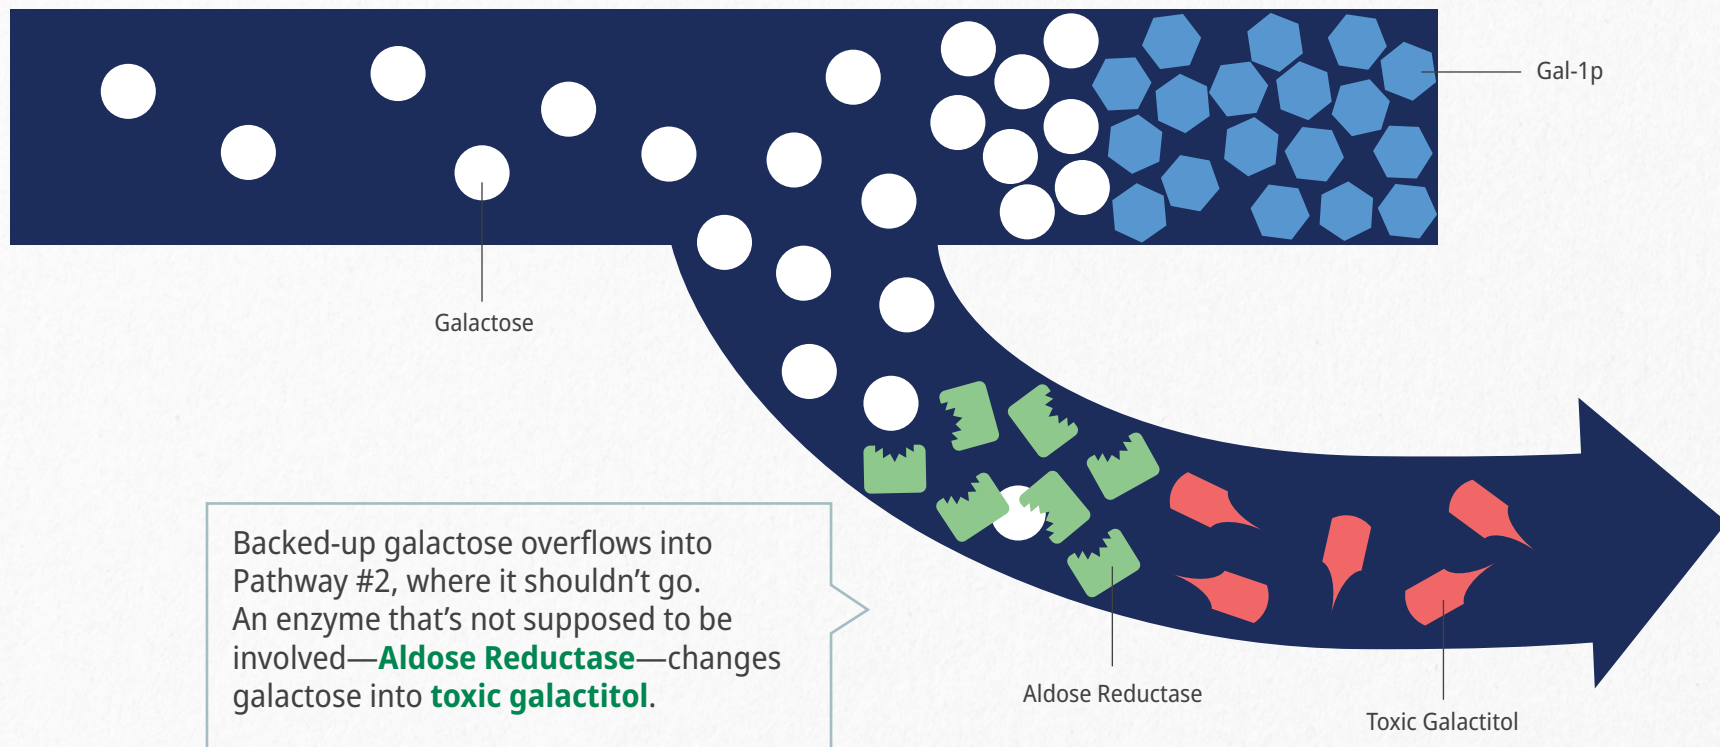 Gal-1p
Galactose
Backed-up galactose overflows into
Pathway #2, where it shouldn’t go.
An enzyme that’s not supposed to be
involved—Aldose Reductase—changes
galactose into toxic galactitol.
Aldose Reductase
Toxic Galactitol